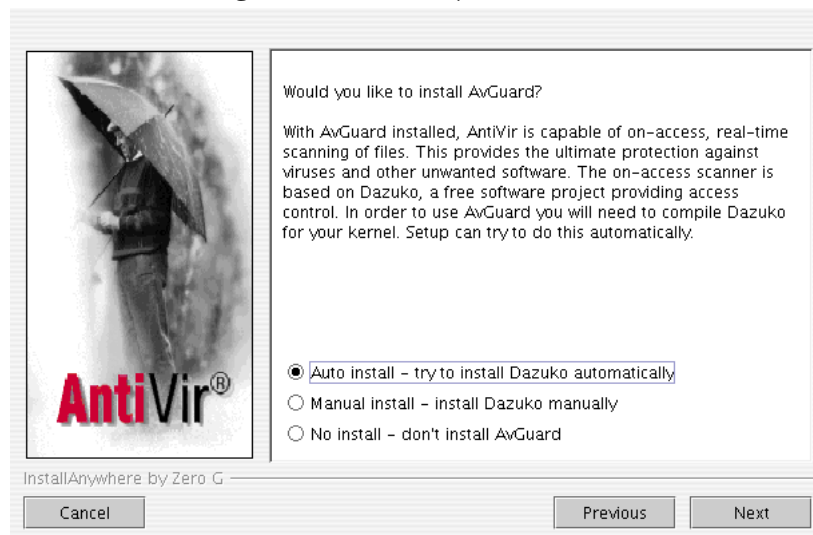 Would you like to install AvGuard?
With AvGuard installed, AntiVir is capable of on-access, real-time
scanning of files. This provides the ultimate protection against
viruses and other unwanted software. The on-access scanner is
based on Dazuko, a free software project providing access
control. In order to use AvGuard you will need to compile Dazuko
for your kernel. Setup can try to do this automatically.
Auto install - try to install Dazuko automatically
Manual install - install Dazuko manually
No install - don't install AvGuard
AntiVir®
InstallAnywhere by Zero G
Cancel
Previous
Next